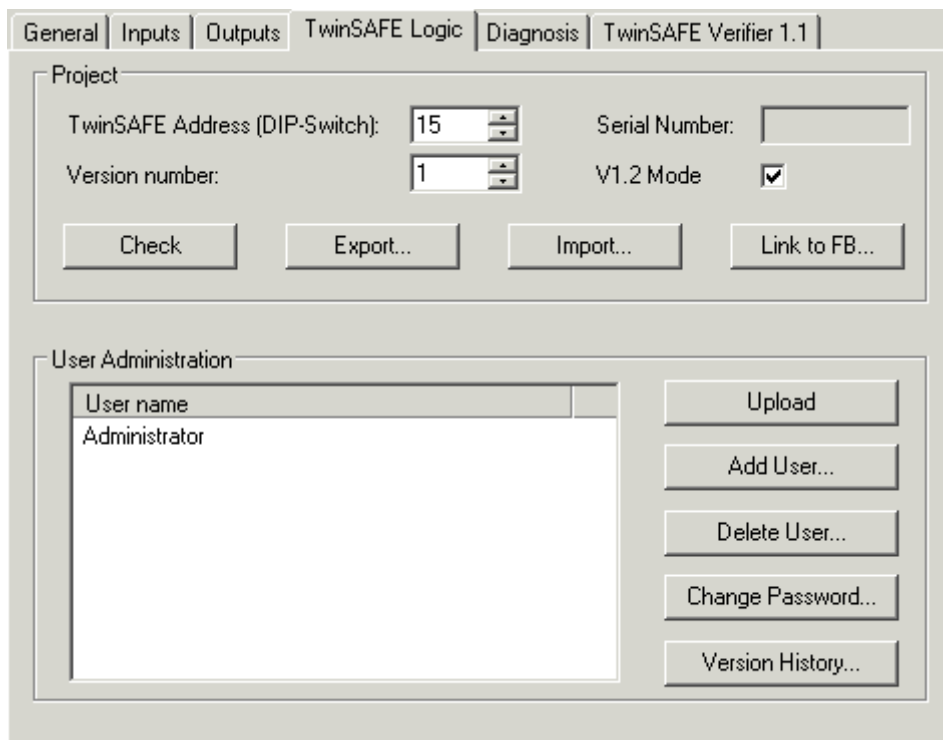 General Inputs Outputs TwinSAFE Logic Diagnosis TwinSAFE Verifier 1.1
Project
TwinSAFE Address (DIP-Switch): 15 Serial Number:
Version number: 1 V1.2 Mode
Check Export... Import... Link to FB...
User Administration
User name
Administrator
Upload
Add User...
Delete User...
Change Password...
Version History...